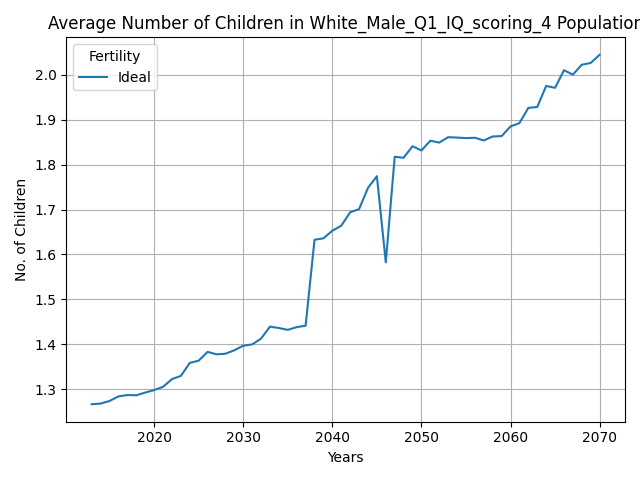 Average Number of Children in White_Male_Q1_IQ_scoring_4 Population
Fertility
Ideal
No. of Children
2.0
1.9
1.8
1.7
1.6
1.5
1.4
1.3
2020 2030 2040 2050 2060 2070
Years